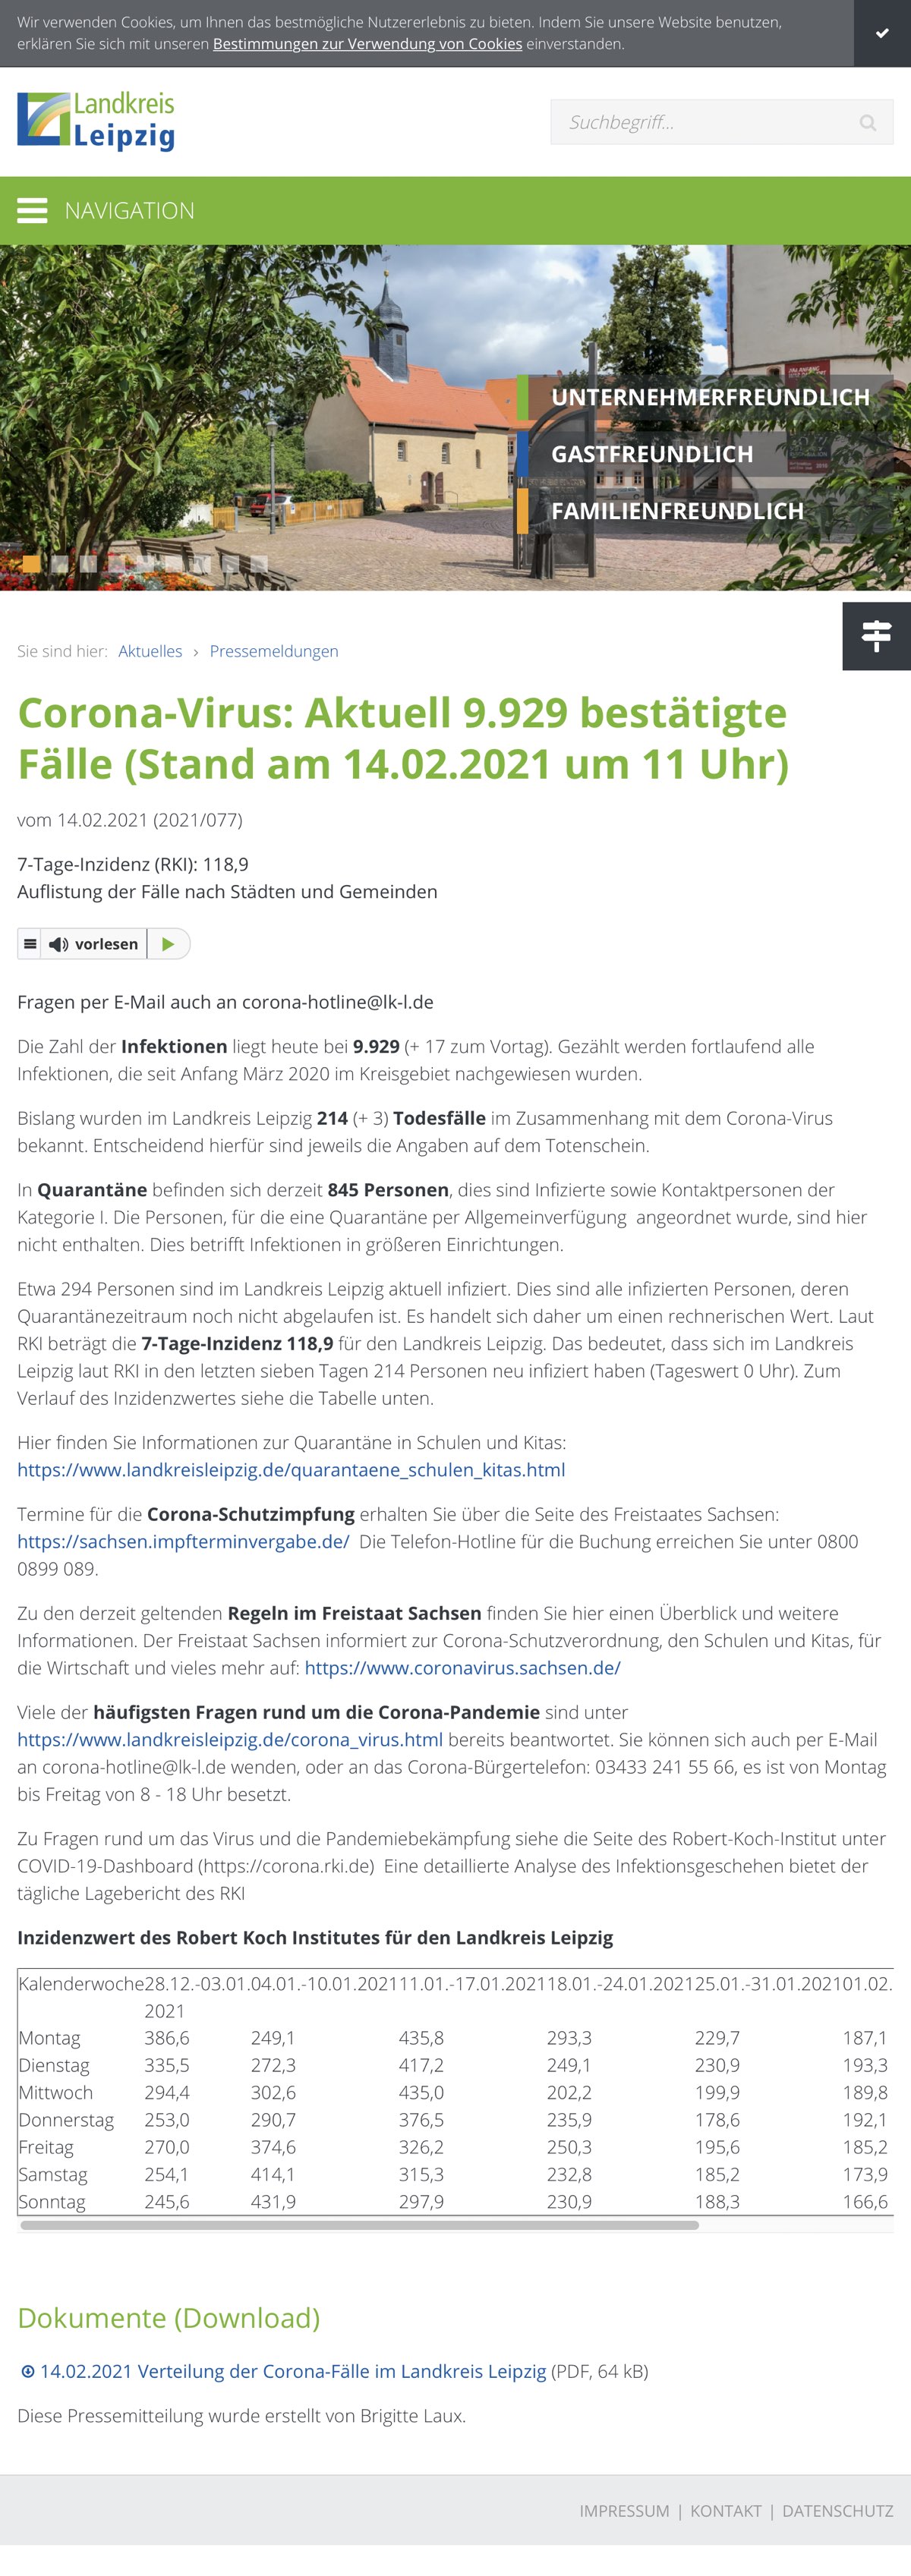 Wir verwenden Cookies, um Ihnen das bestmögliche Nutzererlebnis zu bieten. Indem Sie unsere Website benutzen,
erklären Sie sich mit unseren Bestimmungen zur Verwendung von Cookies einverstanden.
Landkreis
Leipzig
Suchbegriff...
NAVIGATION
UNTERNEHMERFREUNDLICH
GASTFREUNDLICH
FAMILIENFREUNDLICH
Sie sind hier: Aktuelles › Pressemeldungen
Corona-Virus: Aktuell 9.929 bestätigte
Fälle (Stand am 14.02.2021 um 11 Uhr)
vom 14.02.2021 (2021/077)
7-Tage-Inzidenz (RKI): 118,9
Auflistung der Fälle nach Städten und Gemeinden
vorlesen
Fragen per E-Mail auch an corona-hotline@lk-l.de
Die Zahl der Infektionen liegt heute bei 9.929 (+ 17 zum Vortag). Gezählt werden fortlaufend alle
Infektionen, die seit Anfang März 2020 im Kreisgebiet nachgewiesen wurden.
Bislang wurden im Landkreis Leipzig 214 (+ 3) Todesfälle im Zusammenhang mit dem Corona-Virus
bekannt. Entscheidend hierfür sind jeweils die Angaben auf dem Totenschein.
In Quarantäne befinden sich derzeit 845 Personen, dies sind Infizierte sowie Kontaktpersonen der
Kategorie I. Die Personen, für die eine Quarantäne per Allgemeinverfügung angeordnet wurde, sind hier
nicht enthalten. Dies betrifft Infektionen in größeren Einrichtungen.
Etwa 294 Personen sind im Landkreis Leipzig aktuell infiziert. Dies sind alle infizierten Personen, deren
Quarantänezeitraum noch nicht abgelaufen ist. Es handelt sich daher um einen rechnerischen Wert. Laut
RKI beträgt die 7-Tage-Inzidenz 118,9 für den Landkreis Leipzig. Das bedeutet, dass sich im Landkreis
Leipzig laut RKI in den letzten sieben Tagen 214 Personen neu infiziert haben (Tageswert 0 Uhr). Zum
Verlauf des Inzidenzwertes siehe die Tabelle unten.
Hier finden Sie Informationen zur Quarantäne in Schulen und Kitas:
https://www.landkreisleipzig.de/quarantaene_schulen_kitas.html
Termine für die Corona-Schutzimpfung erhalten Sie über die Seite des Freistaates Sachsen:
https://sachsen.impfterminvergabe.de/ Die Telefon-Hotline für die Buchung erreichen Sie unter 0800
0899 089.
Zu den derzeit geltenden Regeln im Freistaat Sachsen finden Sie hier einen Überblick und weitere
Informationen. Der Freistaat Sachsen informiert zur Corona-Schutzverordnung, den Schulen und Kitas, für
die Wirtschaft und vieles mehr auf: https://www.coronavirus.sachsen.de/
Viele der häufigsten Fragen rund um die Corona-Pandemie sind unter
https://www.landkreisleipzig.de/corona_virus.html bereits beantwortet. Sie können sich auch per E-Mail
an corona-hotline@lk-l.de wenden, oder an das Corona-Bürgertelefon: 03433 241 55 66, es ist von Montag
bis Freitag von 8 - 18 Uhr besetzt.
Zu Fragen rund um das Virus und die Pandemiebekämpfung siehe die Seite des Robert-Koch-Institut unter
COVID-19-Dashboard (https://corona.rki.de) Eine detaillierte Analyse des Infektionsgeschehen bietet der
tägliche Lagebericht des RKI
Inzidenzwert des Robert Koch Institutes für den Landkreis Leipzig
Kalenderwoche 28.12.-03.01. 04.01.-10.01.2021 11.01.-17.01.2021 18.01.-24.01.2021 25.01.-31.01.2021 01.02.
2021
Montag 386,6 249,1 435,8 293,3 229,7 187,1
Dienstag 335,5 272,3 417,2 249,1 230,9 193,3
Mittwoch 294,4 302,6 435,0 202,2 199,9 189,8
Donnerstag 253,0 290,7 376,5 235,9 178,6 192,1
Freitag 270,0 374,6 326,2 250,3 195,6 185,2
Samstag 254,1 414,1 315,3 232,8 185,2 173,9
Sonntag 245,6 431,9 297,9 230,9 188,3 166,6
Dokumente (Download)
14.02.2021 Verteilung der Corona-Fälle im Landkreis Leipzig (PDF, 64 kB)
Diese Pressemitteilung wurde erstellt von Brigitte Laux.
IMPRESSUM | KONTAKT | DATENSCHUTZ